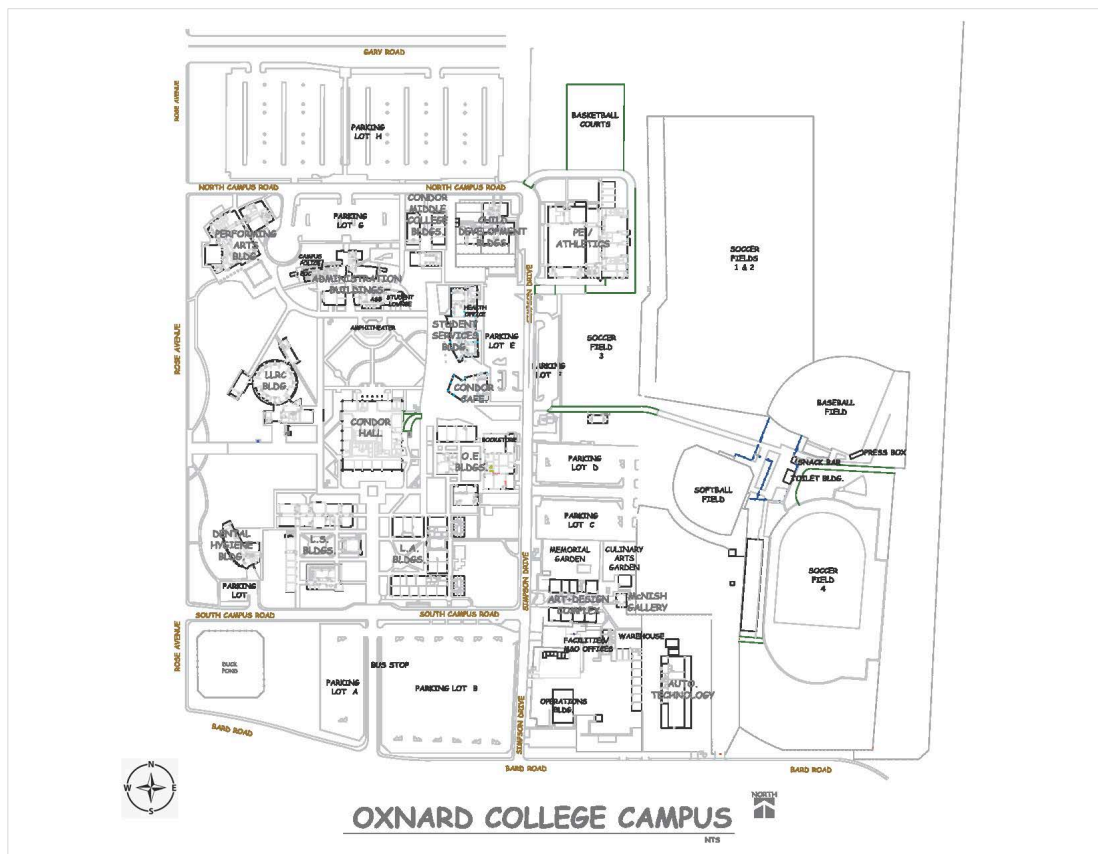 GARY ROAD
ROSE AVENUE
BASKETBALL
COURTS
PARKING
LOT H
NORTH CAMPUS ROAD
NORTH CAMPUS ROAD
CONDOR
MIDDLE
COLLEGE
BLDGS.
PARKING
LOT G
CHILD
DEVELOPMENT
BLDGS.
PERFORMING
ARTS
BLDG
PE /
ATHLETICS
SOCCER
FIELDS
1 & 2
CAMPUS
POLICE
ADMINISTRATION
BUILDINGS
ASG
STUDENT
LOUNGE
HEALTH
OFFICE
SIMPSON DRIVE
AMPHITHEATER
STUDENT
SERVICES
BLDG.
PARKING
LOT E
ROSE AVENUE
SOCCER
FIELD
3
PARKING
LOT F
LLRC
BLDG
CONDOR
CAFE.
BASEBALL
FIELD
CONDOR
HALL
BOOKSTORE
O.E. BLDGS.
PARKING
LOT D
PRESS BOX
SNACK BAR
TOILET BLDG.
SOFTBALL
FIELD
PARKING
LOT C
DENTAL
HYGIENE
BLDG.
L.S.
BLDGS.
L.A.
BLDGS.
MEMORIAL
GARDEN
CULINARY
ARTS
GARDEN
SOCCER
FIELD
4
PARKING
LOT
SIMPSON DRIVE
ART+DESIGN
COMPLEX
McNISH
GALLERY
SOUTH CAMPUS ROAD
SOUTH CAMPUS ROAD
ROSE AVENUE
FACILITIES/
M&O OFFICES
WAREHOUSE
DUCK
POND
BUS STOP
PARKING
LOT A
PARKING LOT B
AUTO.
TECHNOLOGY
OPERATIONS
BLDG.
SIMPSON DRIVE
BARD ROAD
BARD ROAD
BARD ROAD
N
W
E
S
NORTH
OXNARD COLLEGE CAMPUS
NTS